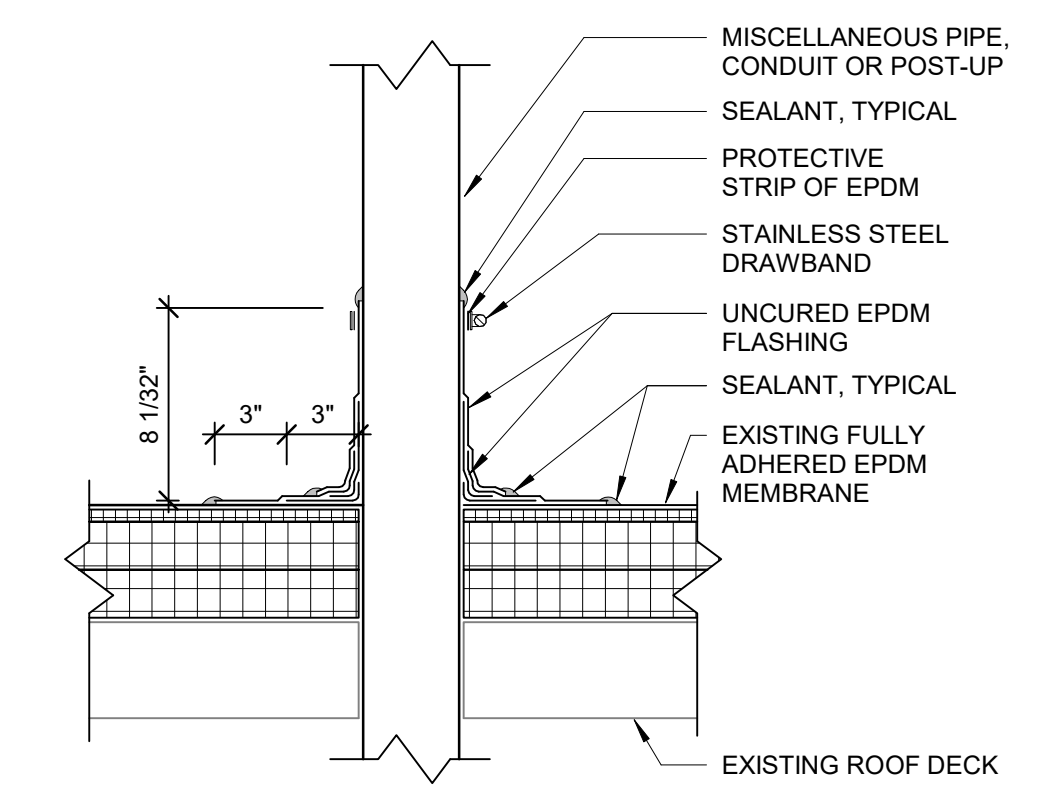 MISCELLANEOUS PIPE,
CONDUIT OR POST-UP
SEALANT, TYPICAL
PROTECTIVE
STRIP OF EPDM
STAINLESS STEEL
DRAWBAND
UNCURED EPDM
FLASHING
SEALANT, TYPICAL
EXISTING FULLY
ADHERED EPDM
MEMBRANE
EXISTING ROOF DECK
8 1/32"
3"
3"